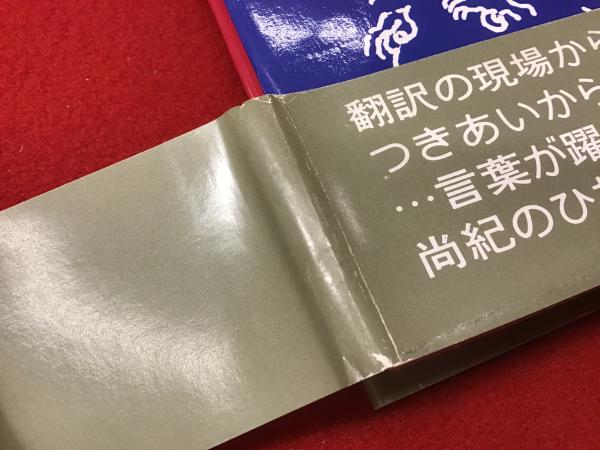 翻訳の現場から
つきあいから
…言葉が躍
尚紀のひ